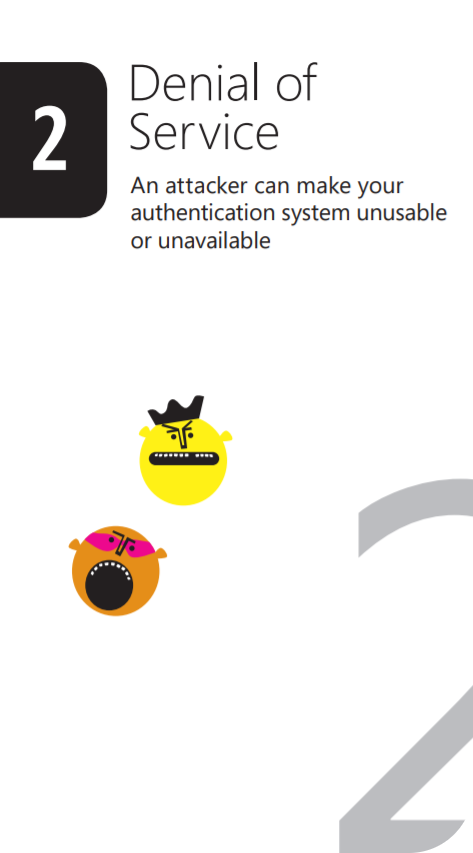 2
Denial of
Service
An attacker can make your
authentication system unusable
or unavailable
2